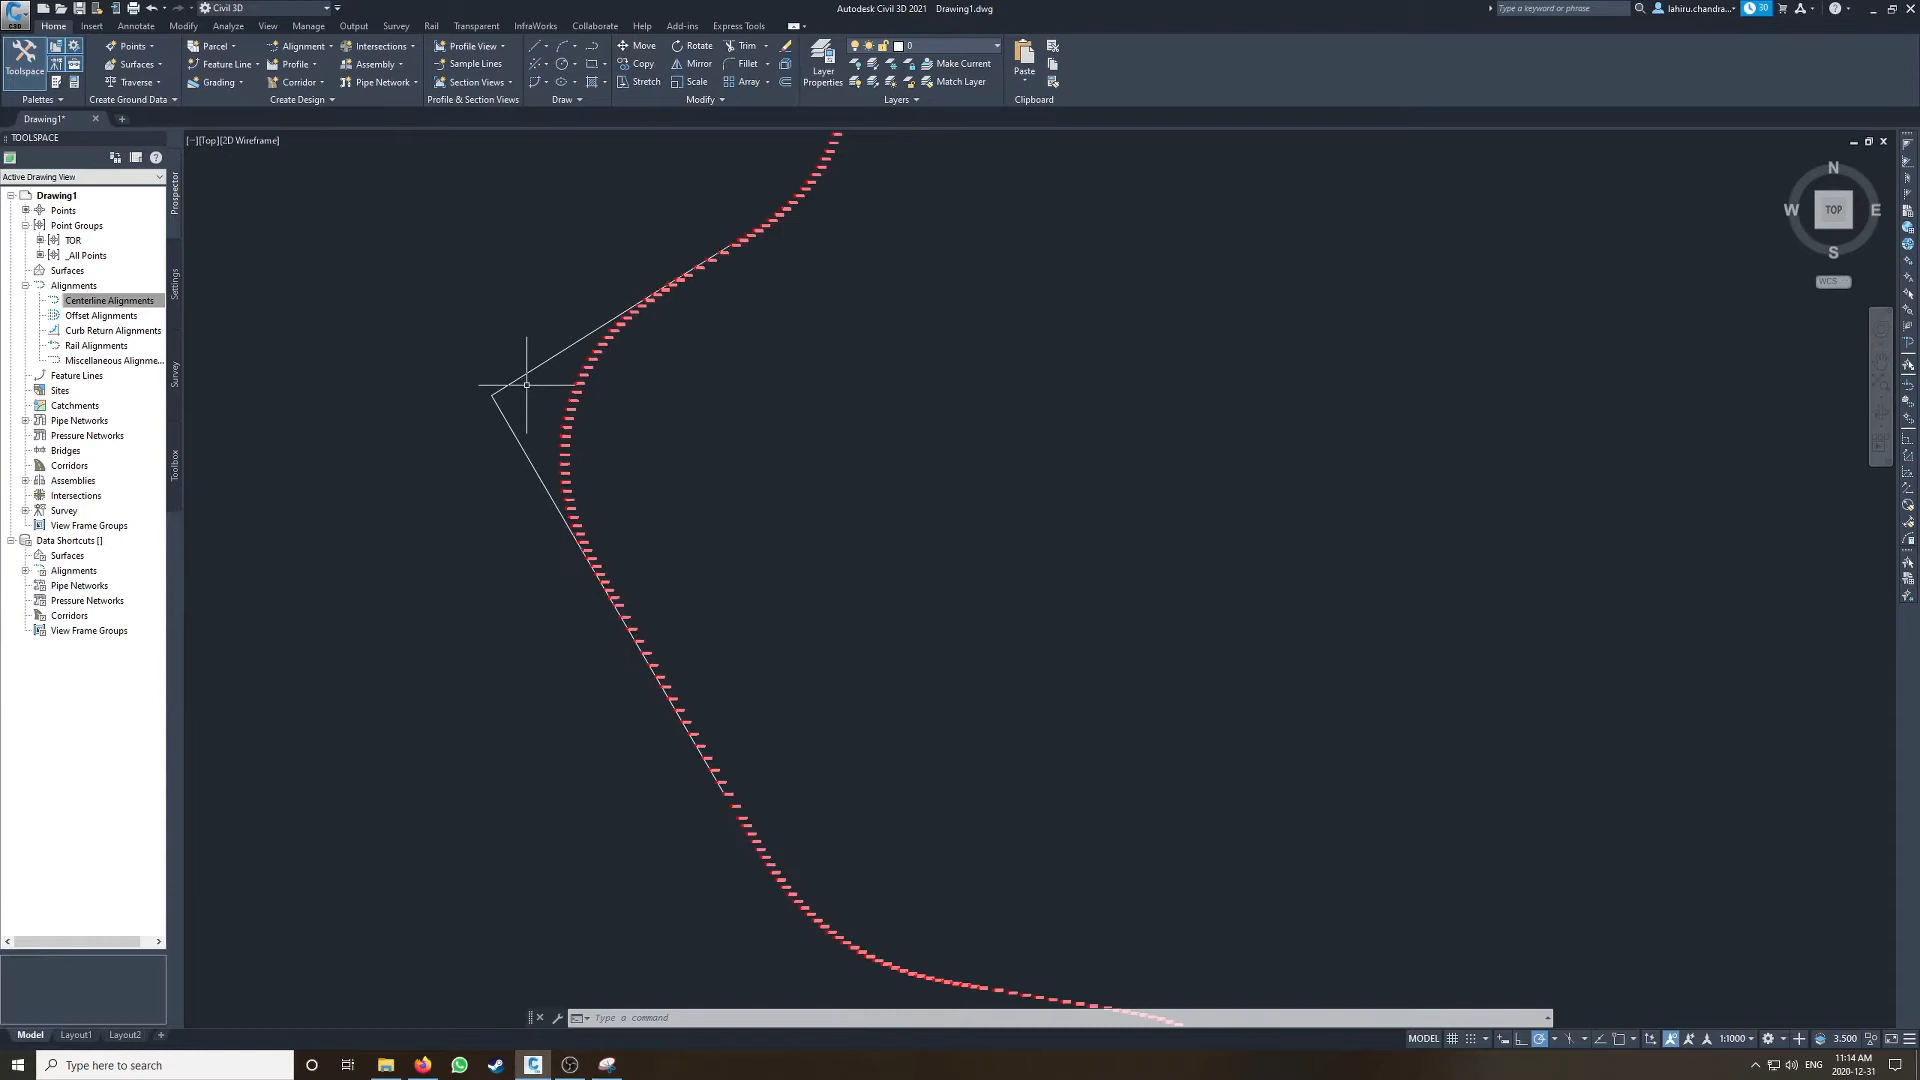 Civil 3D
Autodesk Civil 3D 2021 Drawing1.dwg
Type a keyword or phrase
lahiru.chandra...
30
C3D
Home Insert Annotate Modify Analyze View Manage Output Survey Rail Transparent InfraWorks Collaborate Help Add-ins Express Tools
Points Parcel Alignment Intersections Profile View Move Rotate Trim 0
Toolspace Surfaces Feature Line Profile Assembly Sample Lines Copy Mirror Fillet Layer Properties Make Current Paste
Traverse Grading Corridor Pipe Network Section Views Stretch Scale Array Match Layer
Palettes Create Ground Data Create Design Profile & Section Views Draw Modify Layers Clipboard
Drawing1*
TOOLSPACE
[−][Top][2D Wireframe]
Active Drawing View
Drawing1
Points
Point Groups
TOR
_All Points
Surfaces
Alignments
Centerline Alignments
Offset Alignments
Curb Return Alignments
Rail Alignments
Miscellaneous Alignme...
Feature Lines
Sites
Catchments
Pipe Networks
Pressure Networks
Bridges
Corridors
Assemblies
Intersections
Survey
View Frame Groups
Data Shortcuts []
Surfaces
Alignments
Pipe Networks
Pressure Networks
Corridors
View Frame Groups
Prospector
Settings
Survey
Toolbox
N
W TOP E
S
WCS
Type a command
Model Layout1 Layout2 +
MODEL 1:1000 3.500
Type here to search
ENG
11:14 AM
2020-12-31